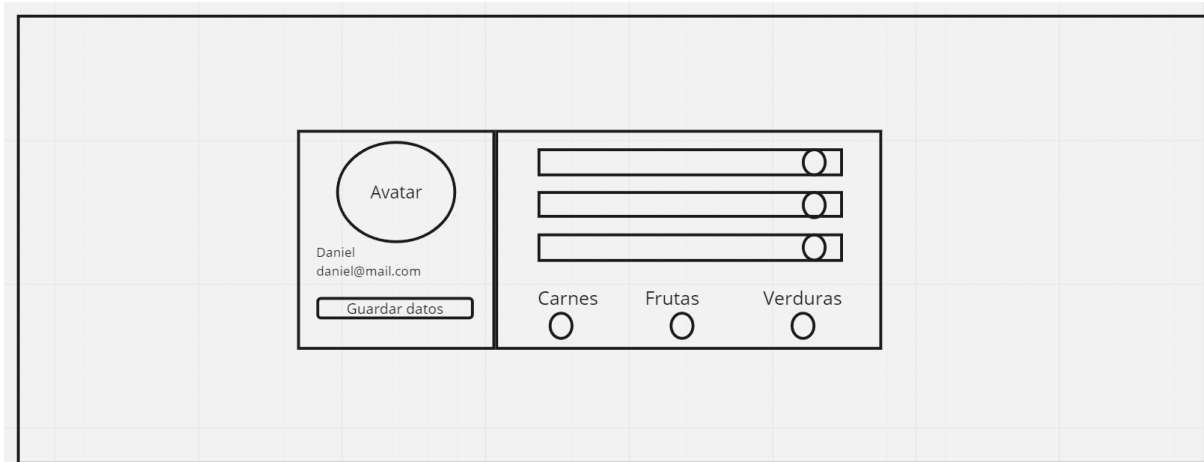 Avatar
Daniel
daniel@mail.com
Guardar datos
Carnes Frutas Verduras